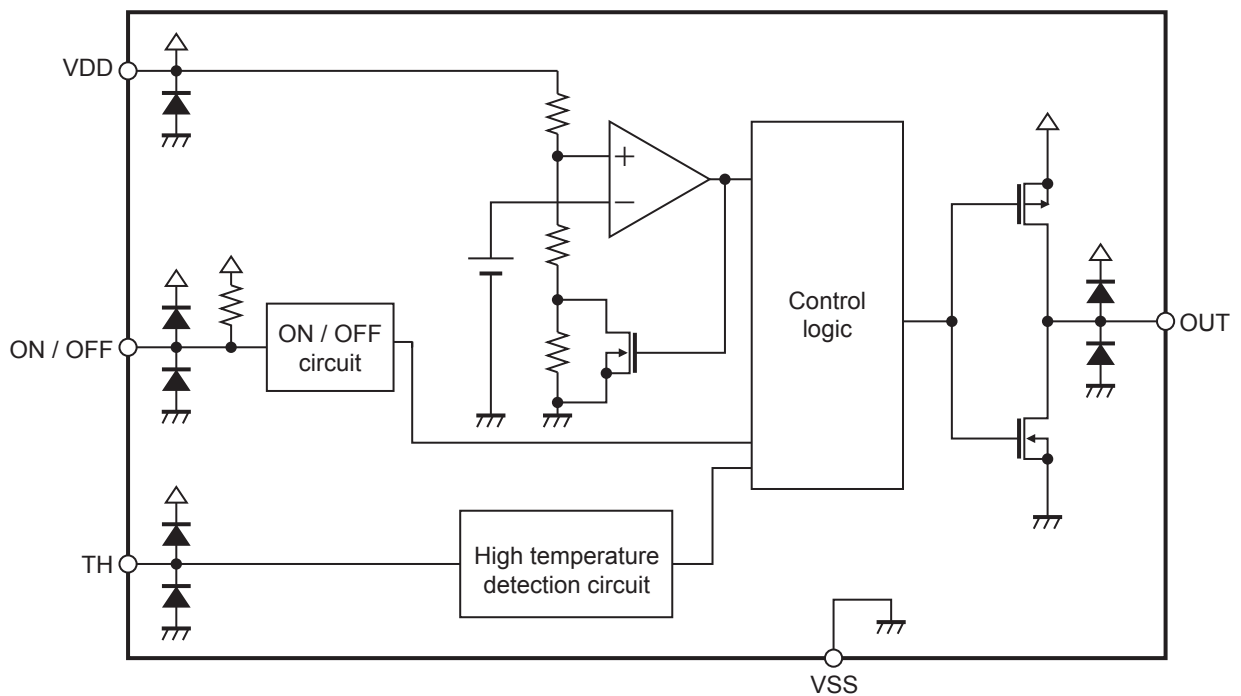 VDD
+
−
ON / OFF
ON / OFF
circuit
Control
logic
OUT
TH
High temperature
detection circuit
VSS